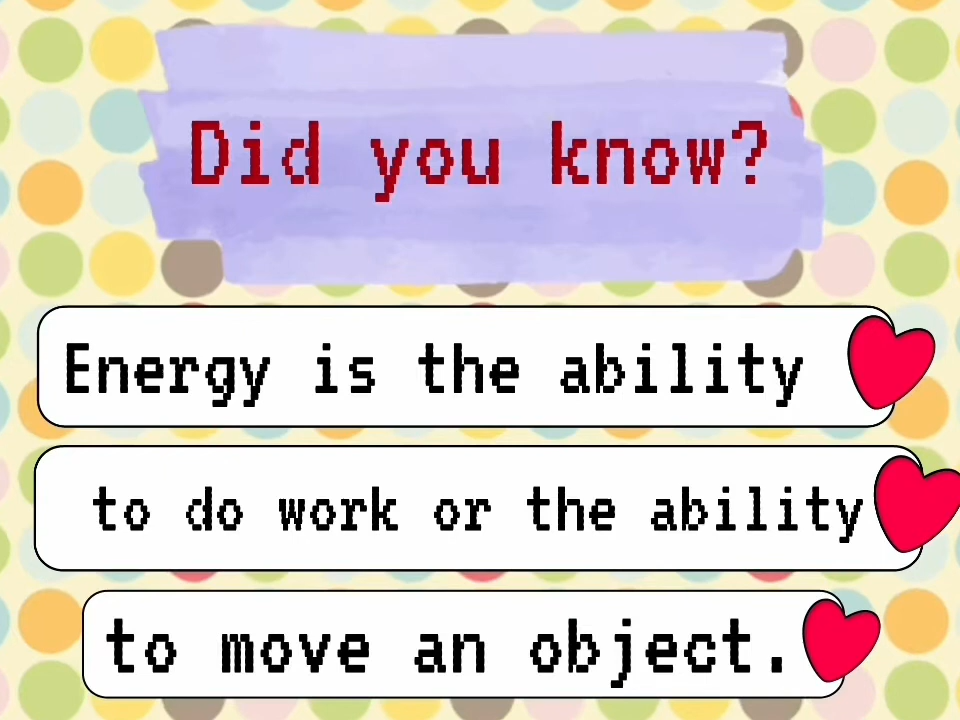 Did you know?
Energy is the ability
to do work or the ability
to move an object.